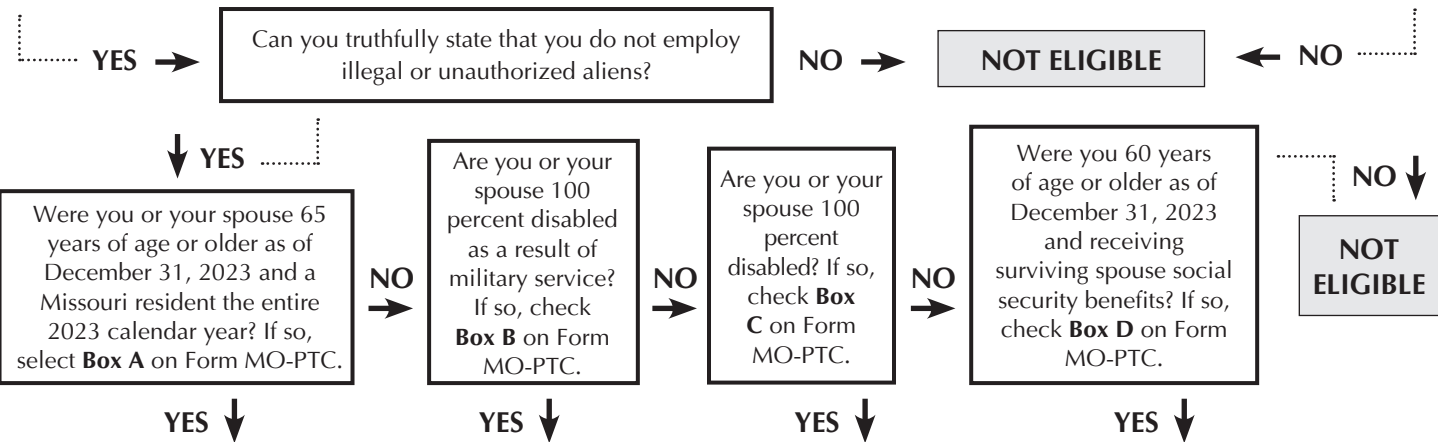 YES
Can you truthfully state that you do not employ
illegal or unauthorized aliens?
NO
NOT ELIGIBLE
NO
YES
Were you or your spouse 65
years of age or older as of
December 31, 2023 and a
Missouri resident the entire
2023 calendar year? If so,
select Box A on Form MO-PTC.
NO
Are you or your
spouse 100
percent disabled
as a result of
military service?
If so, check
Box B on Form
MO-PTC.
NO
Are you or your
spouse 100
percent
disabled? If so,
check Box
C on Form
MO-PTC.
NO
Were you 60 years
of age or older as of
December 31, 2023
and receiving
surviving spouse social
security benefits? If so,
check Box D on Form
MO-PTC.
NO
NOT
ELIGIBLE
YES
YES
YES
YES